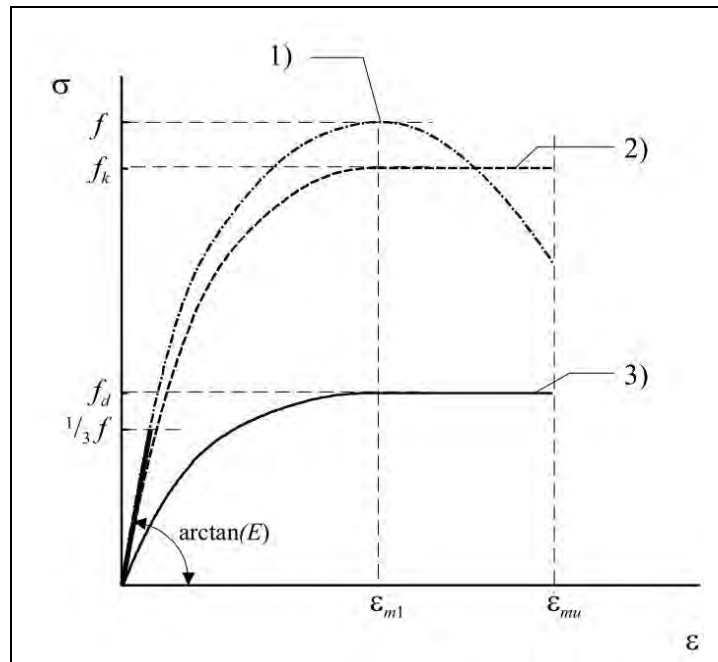 1)
σ
f
f_k
2)
f_d
3)
1/3 f
arctan(E)
ε_m1
ε_mu
ε